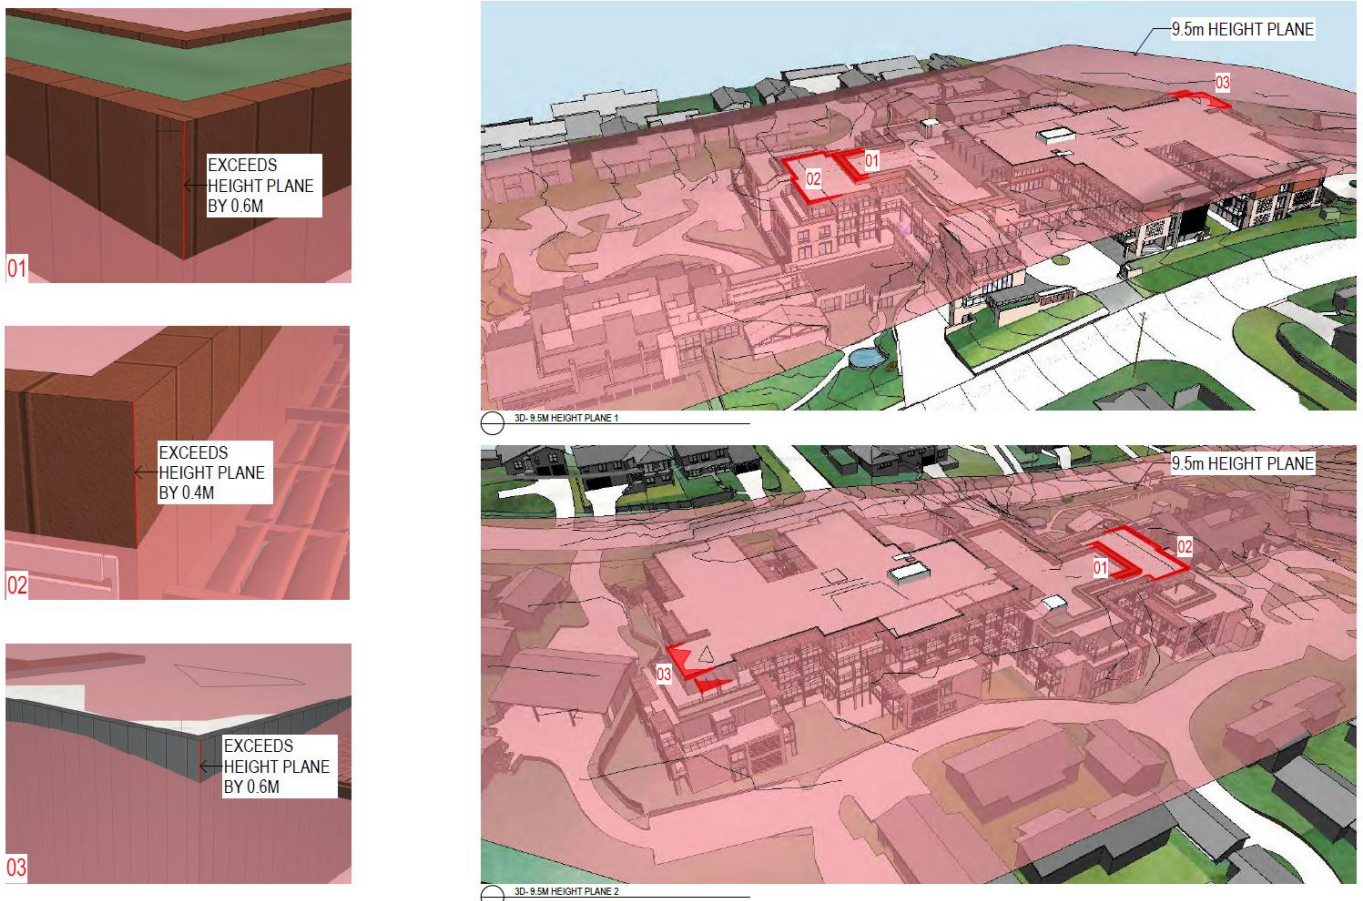 EXCEEDS
HEIGHT PLANE
BY 0.6M
01
EXCEEDS
HEIGHT PLANE
BY 0.4M
02
EXCEEDS
HEIGHT PLANE
BY 0.6M
03
9.5m HEIGHT PLANE
03
01
02
3D- 9.5M HEIGHT PLANE 1
9.5m HEIGHT PLANE
02
01
03
3D- 9.5M HEIGHT PLANE 2